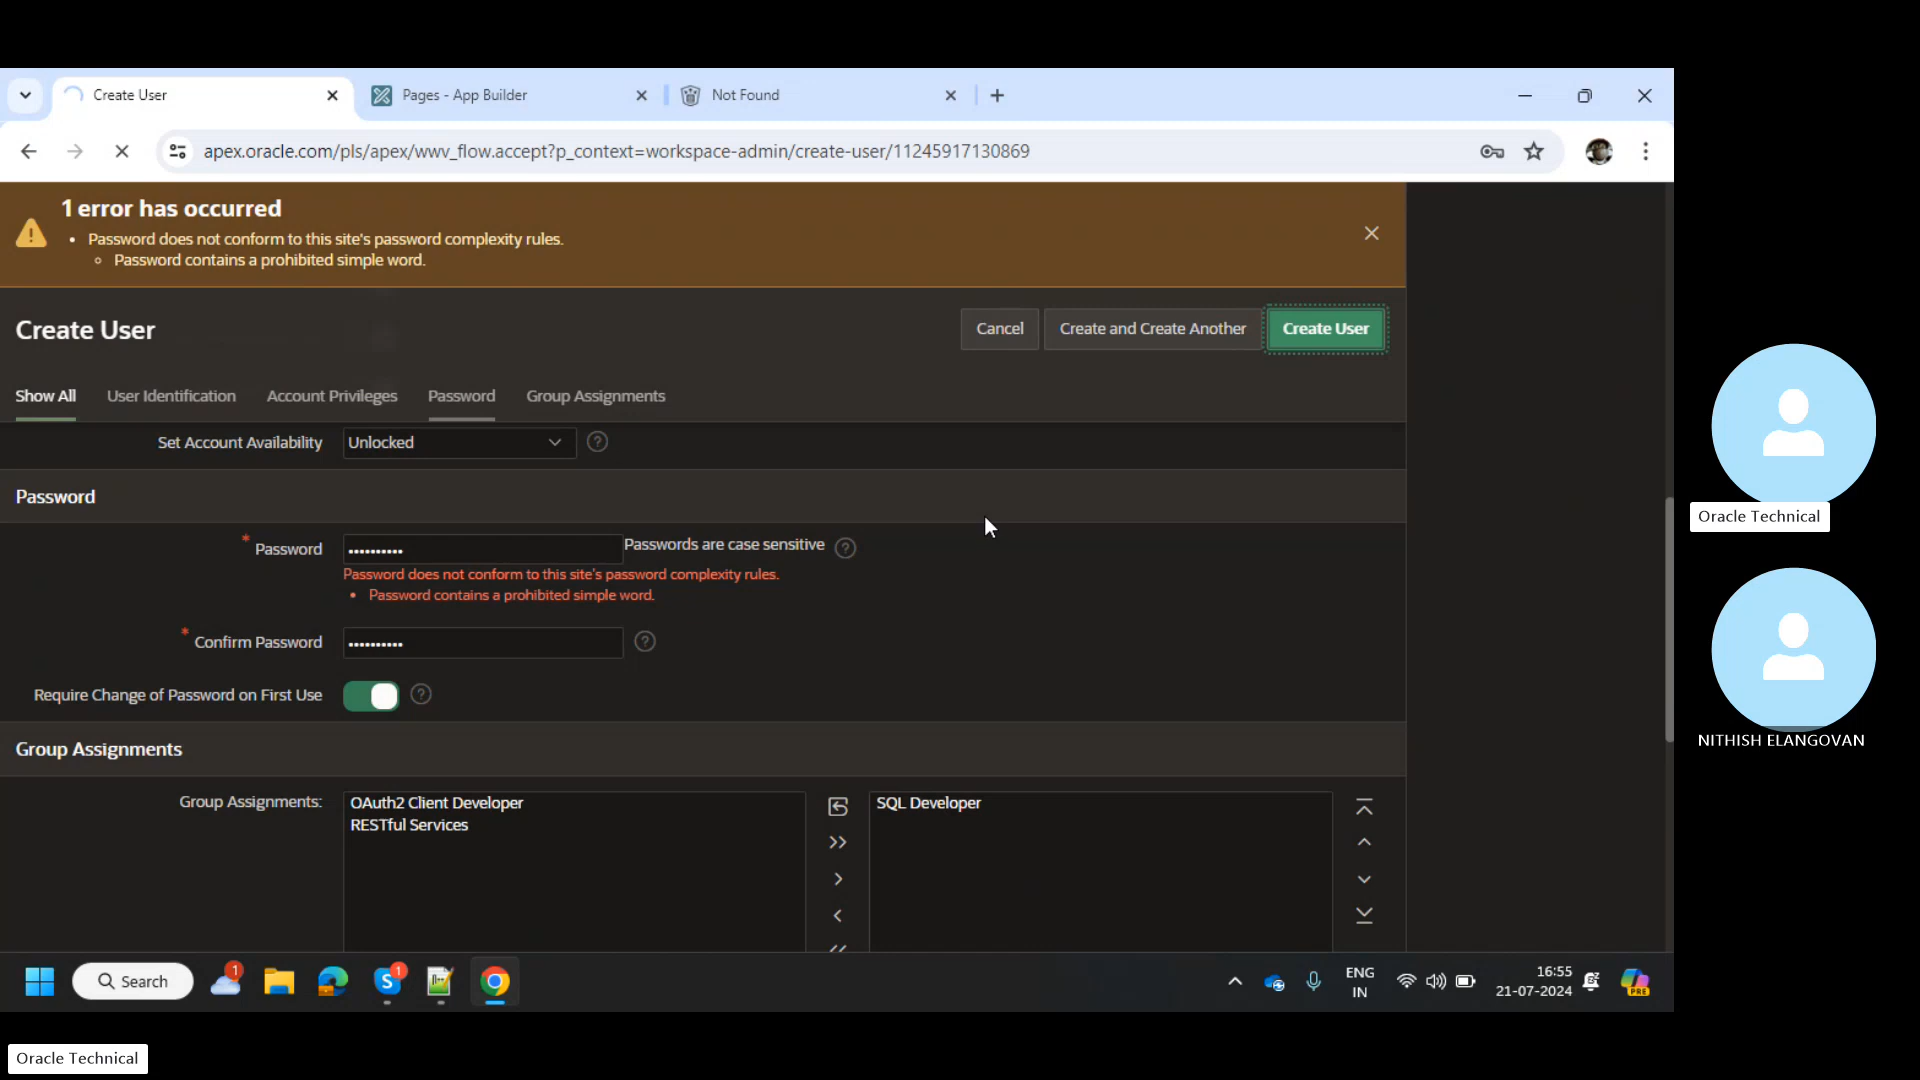 Create User
Pages - App Builder
Not Found
apex.oracle.com/pls/apex/wwv_flow.accept?p_context=workspace-admin/create-user/11245917130869
1 error has occurred
• Password does not conform to this site's password complexity rules.
◦ Password contains a prohibited simple word.
Create User
Cancel
Create and Create Another
Create User
Show All
User Identification
Account Privileges
Password
Group Assignments
Set Account Availability
Unlocked
Password
* Password
•••••••••• 
Passwords are case sensitive
Password does not conform to this site's password complexity rules.
• Password contains a prohibited simple word.
* Confirm Password
••••••••••
Require Change of Password on First Use
Group Assignments
Group Assignments:
OAuth2 Client Developer
RESTful Services
SQL Developer
Search
1
1
ENG
IN
16:55
21-07-2024
PRE
Oracle Technical
NITHISH ELANGOVAN
Oracle Technical